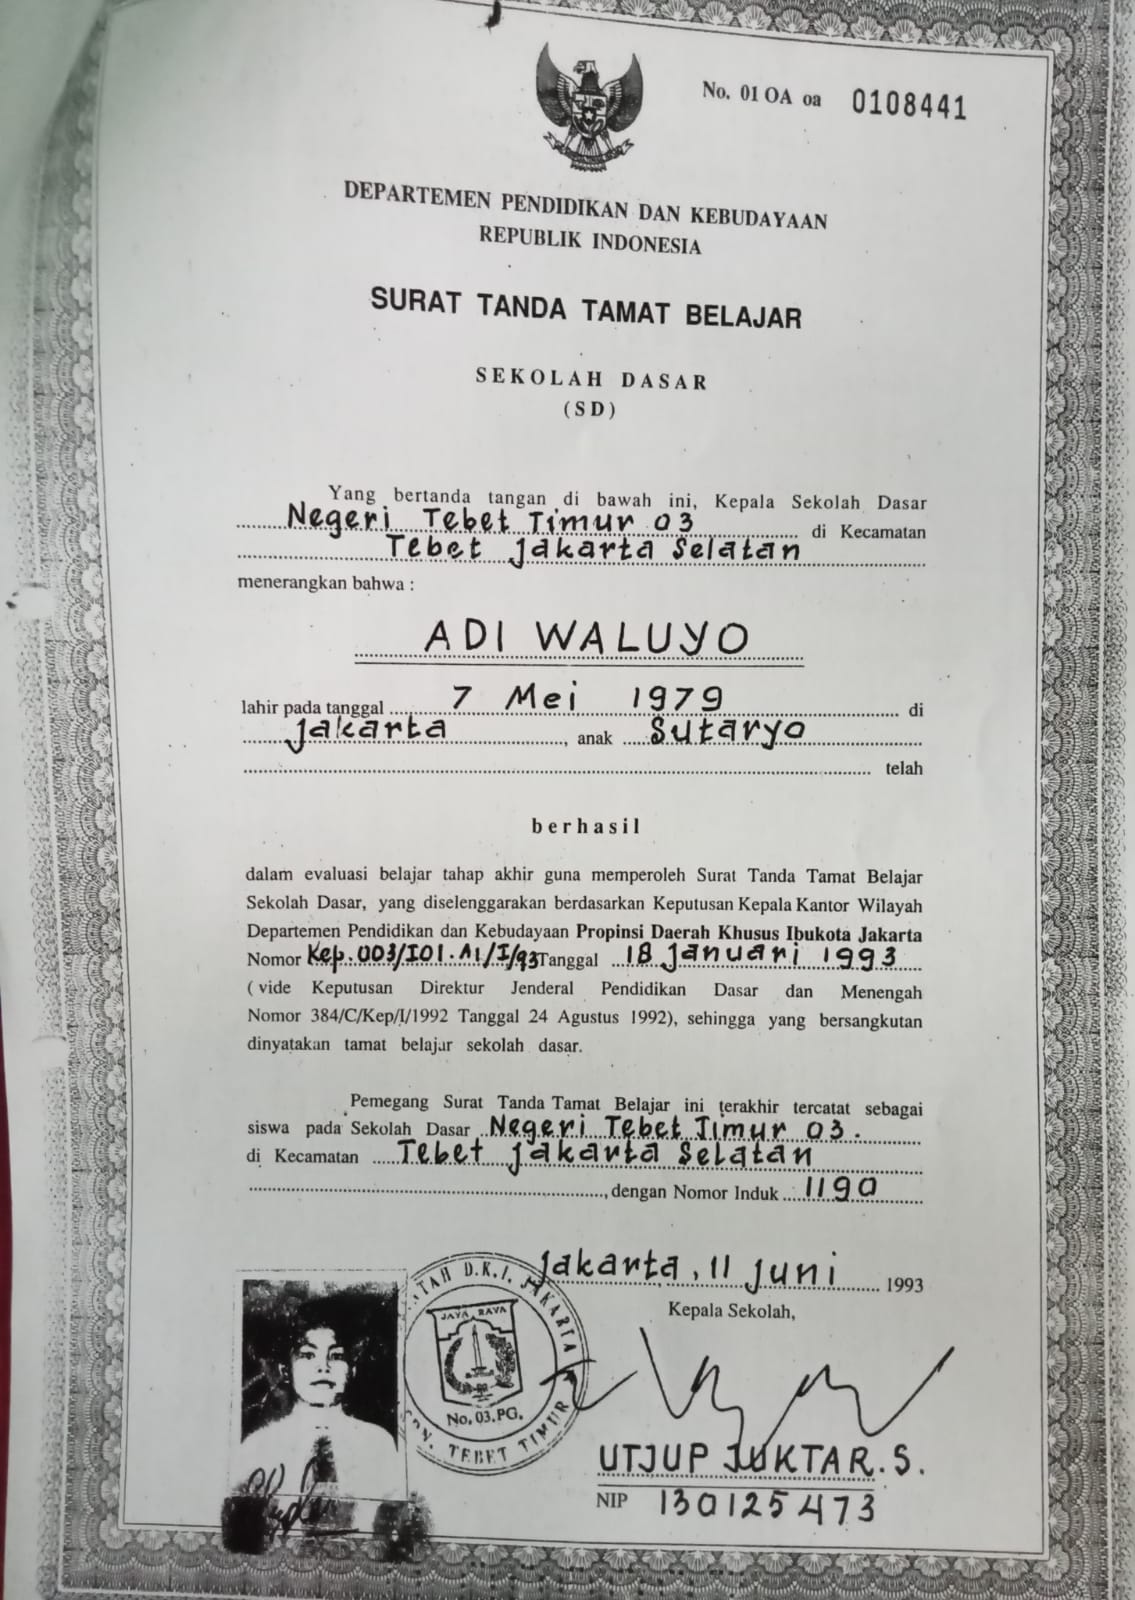 No. 01 OA oa 0108441
DEPARTEMEN PENDIDIKAN DAN KEBUDAYAAN
REPUBLIK INDONESIA
SURAT TANDA TAMAT BELAJAR
SEKOLAH DASAR
(SD)
Yang bertanda tangan di bawah ini, Kepala Sekolah Dasar
Negeri Tebet Timur 03 di Kecamatan
Tebet Jakarta Selatan
menerangkan bahwa :
ADI WALUYO
lahir pada tanggal 7 Mei 1979 di
Jakarta, anak Sutaryo
telah
berhasil
dalam evaluasi belajar tahap akhir guna memperoleh Surat Tanda Tamat Belajar
Sekolah Dasar, yang diselenggarakan berdasarkan Keputusan Kepala Kantor Wilayah
Departemen Pendidikan dan Kebudayaan Propinsi Daerah Khusus Ibukota Jakarta
Nomor Kep.003/I01.A1/I/93 Tanggal 18 Januari 1993
( vide Keputusan Direktur Jenderal Pendidikan Dasar dan Menengah
Nomor 384/C/Kep/I/1992 Tanggal 24 Agustus 1992), sehingga yang bersangkutan
dinyatakan tamat belajar sekolah dasar.
Pemegang Surat Tanda Tamat Belajar ini terakhir tercatat sebagai
siswa pada Sekolah Dasar Negeri Tebet Timur 03.
di Kecamatan Tebet Jakarta Selatan
, dengan Nomor Induk 1190
Jakarta, 11 Juni 1993
Kepala Sekolah,
D.K.I. JAKARTA
JAYA RAYA
No. 03.PG.
TEBET TIMUR
UTJUP JUKTAR.S.
NIP 130125473